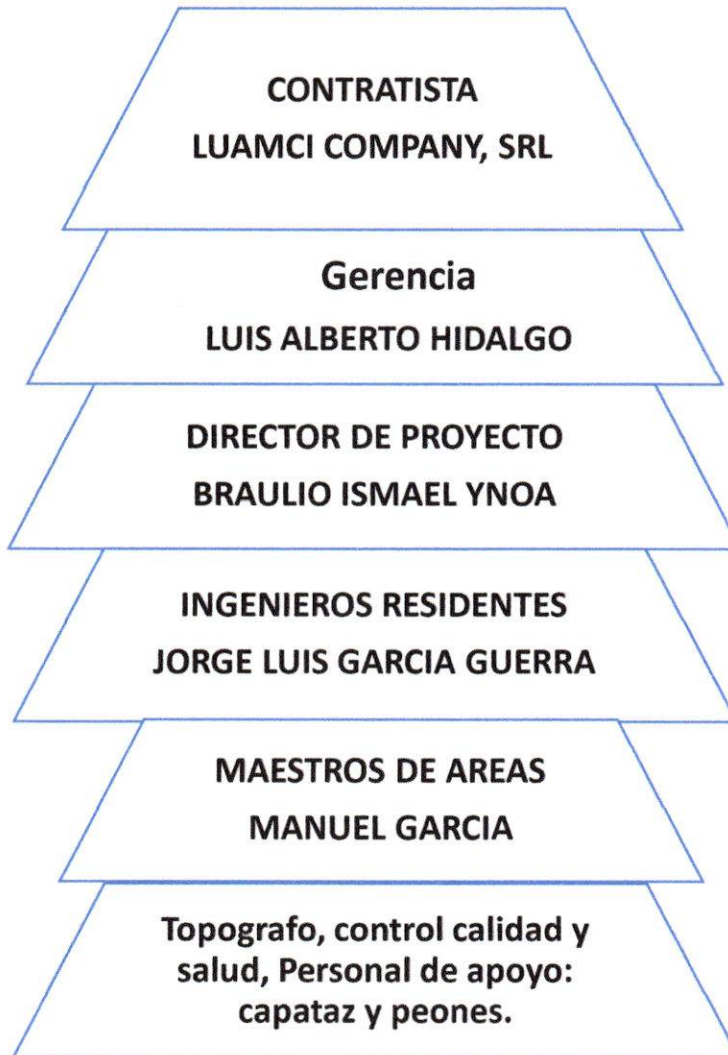 CONTRATISTA
LUAMCI COMPANY, SRL
Gerencia
LUIS ALBERTO HIDALGO
DIRECTOR DE PROYECTO
BRAULIO ISMAEL YNOA
INGENIEROS RESIDENTES
JORGE LUIS GARCIA GUERRA
MAESTROS DE AREAS
MANUEL GARCIA
Topografo, control calidad y
salud, Personal de apoyo:
capataz y peones.